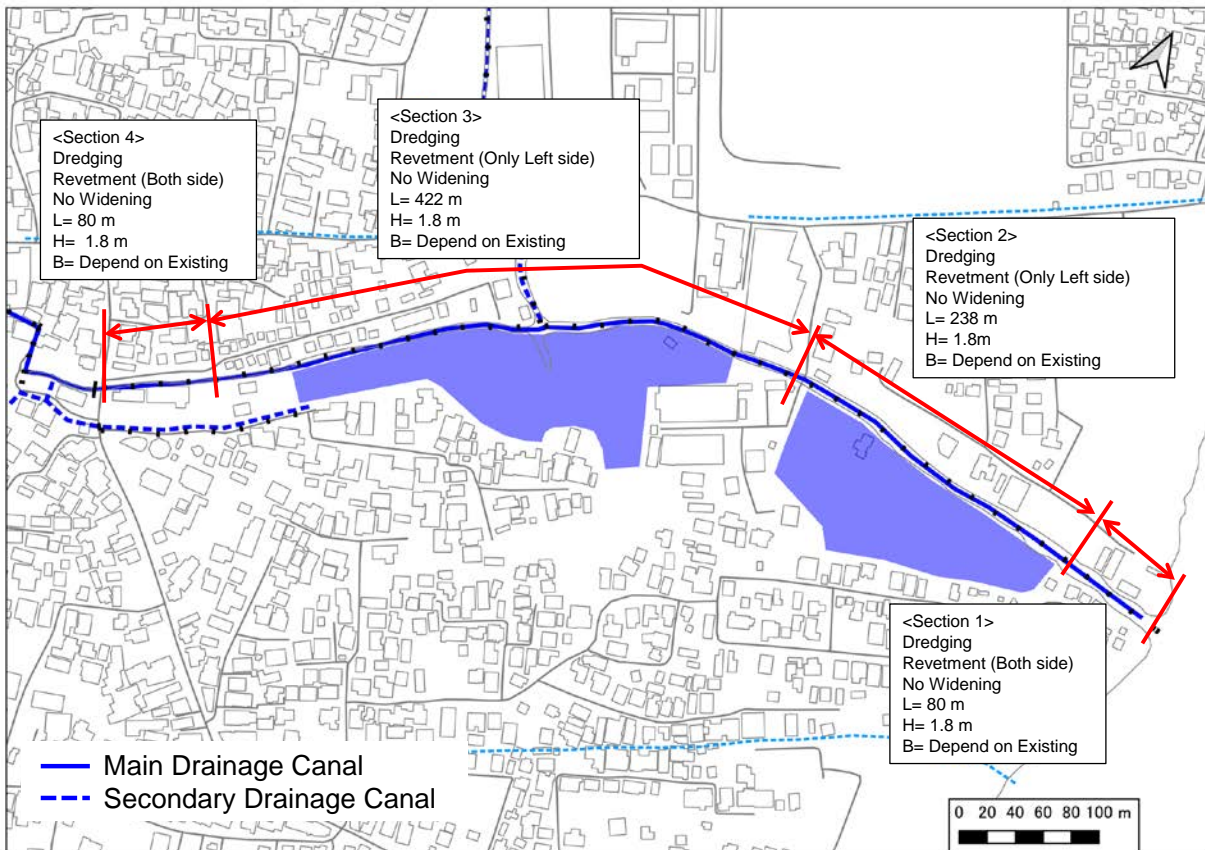 <Section 4>
Dredging
Revetment (Both side)
No Widening
L= 80 m
H=  1.8 m
B= Depend on Existing
<Section 3>
Dredging
Revetment (Only Left side)
No Widening
L= 422 m
H= 1.8 m
B= Depend on Existing
<Section 2>
Dredging
Revetment (Only Left side)
No Widening
L= 238 m
H= 1.8m
B= Depend on Existing
<Section 1>
Dredging
Revetment (Both side)
No Widening
L= 80 m
H= 1.8 m
B= Depend on Existing
Main Drainage Canal
Secondary Drainage Canal
0 20 40 60 80 100 m